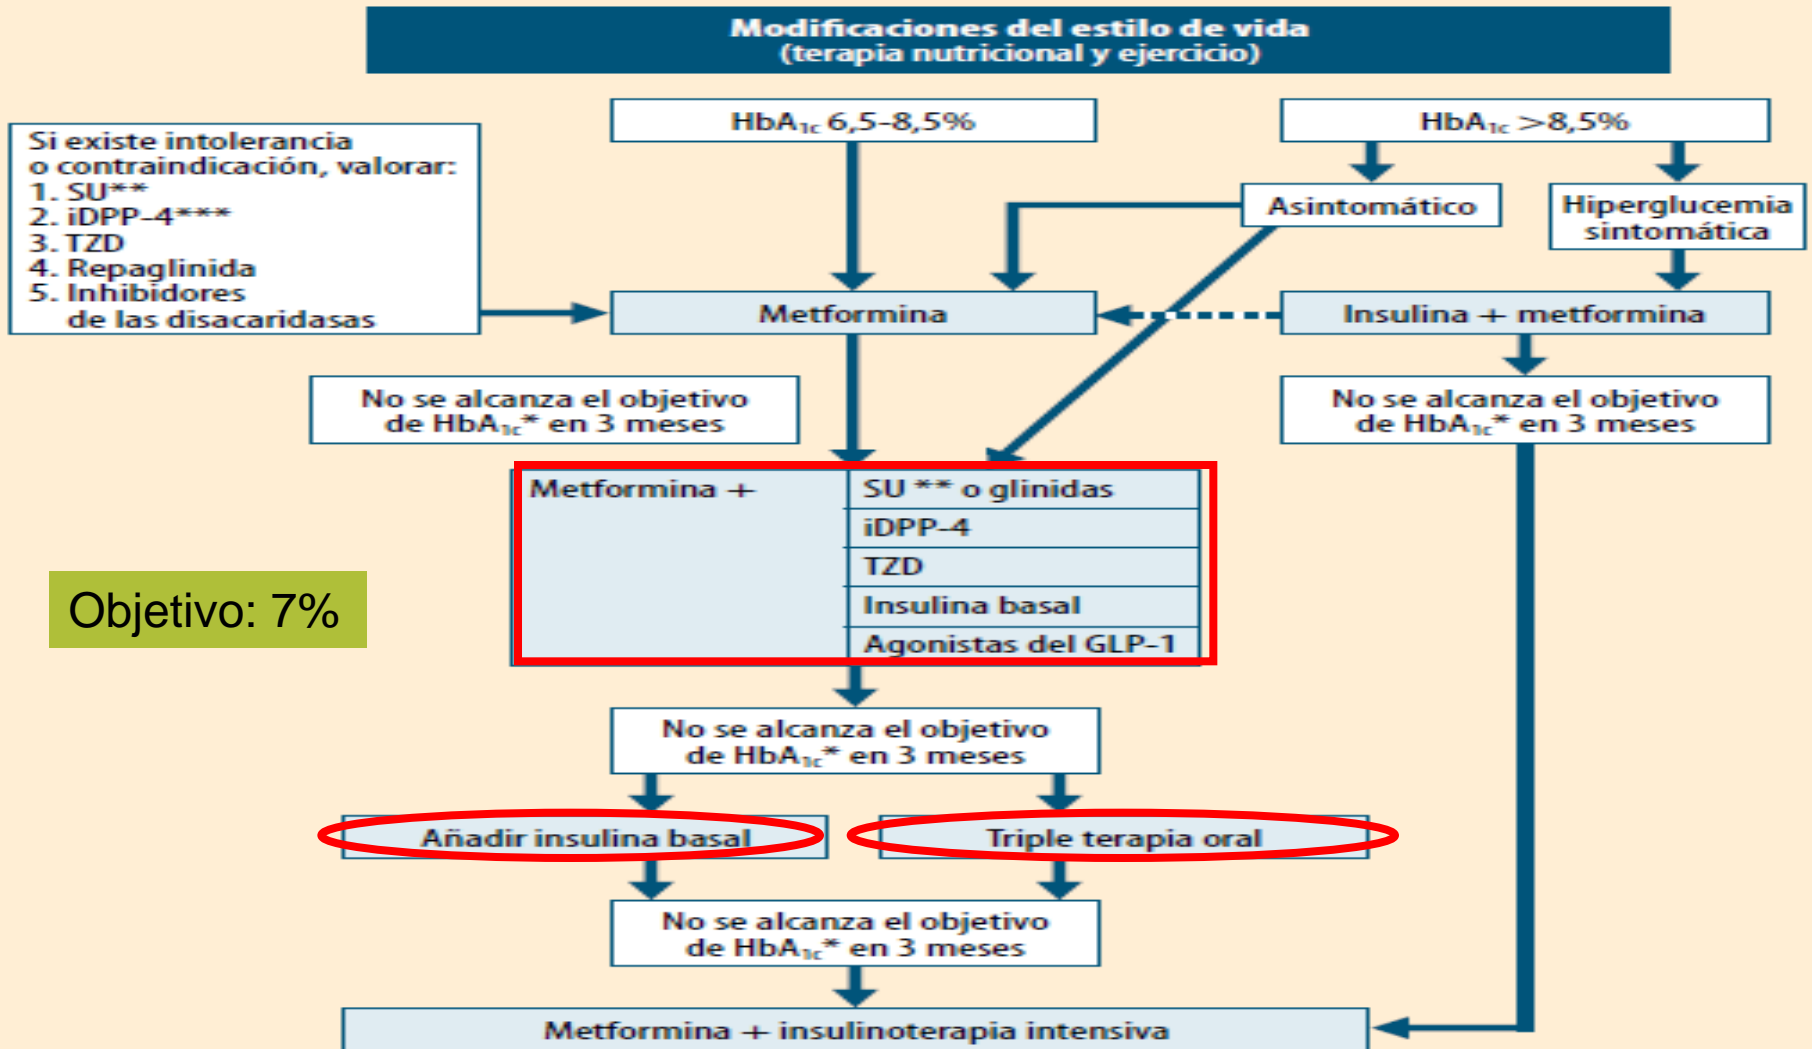 Modificaciones del estilo de vida
(terapia nutricional y ejercicio)
HbA1c 6,5-8,5%
HbA1c >8,5%
Si existe intolerancia
o contraindicación, valorar:
1. SU**
2. iDPP-4***
3. TZD
4. Repaglinida
5. Inhibidores
de las disacaridasas
Asintomático
Hiperglucemia
sintomática
Metformina
Insulina + metformina
No se alcanza el objetivo
de HbA1c* en 3 meses
No se alcanza el objetivo
de HbA1c* en 3 meses
Metformina +
SU ** o glinidas
iDPP-4
TZD
Insulina basal
Agonistas del GLP-1
Objetivo: 7%
No se alcanza el objetivo
de HbA1c* en 3 meses
Añadir insulina basal
Triple terapia oral
No se alcanza el objetivo
de HbA1c* en 3 meses
Metformina + insulinoterapia intensiva